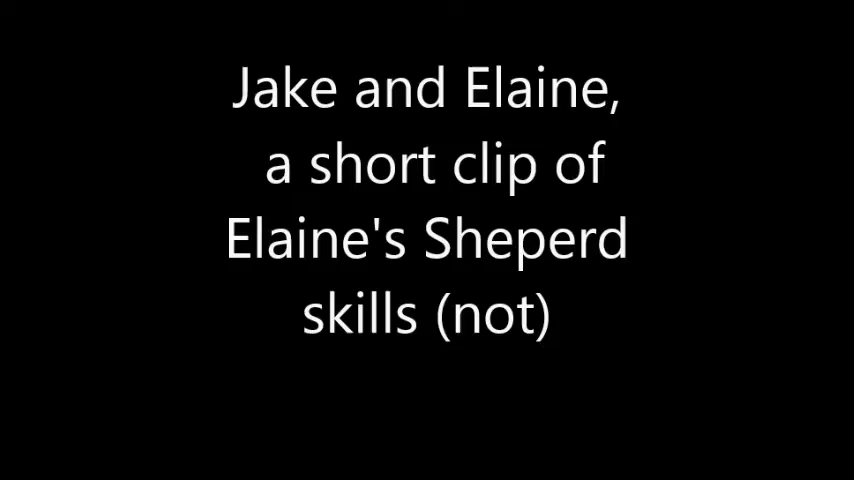 Jake and Elaine,
a short clip of
Elaine's Sheperd
skills (not)